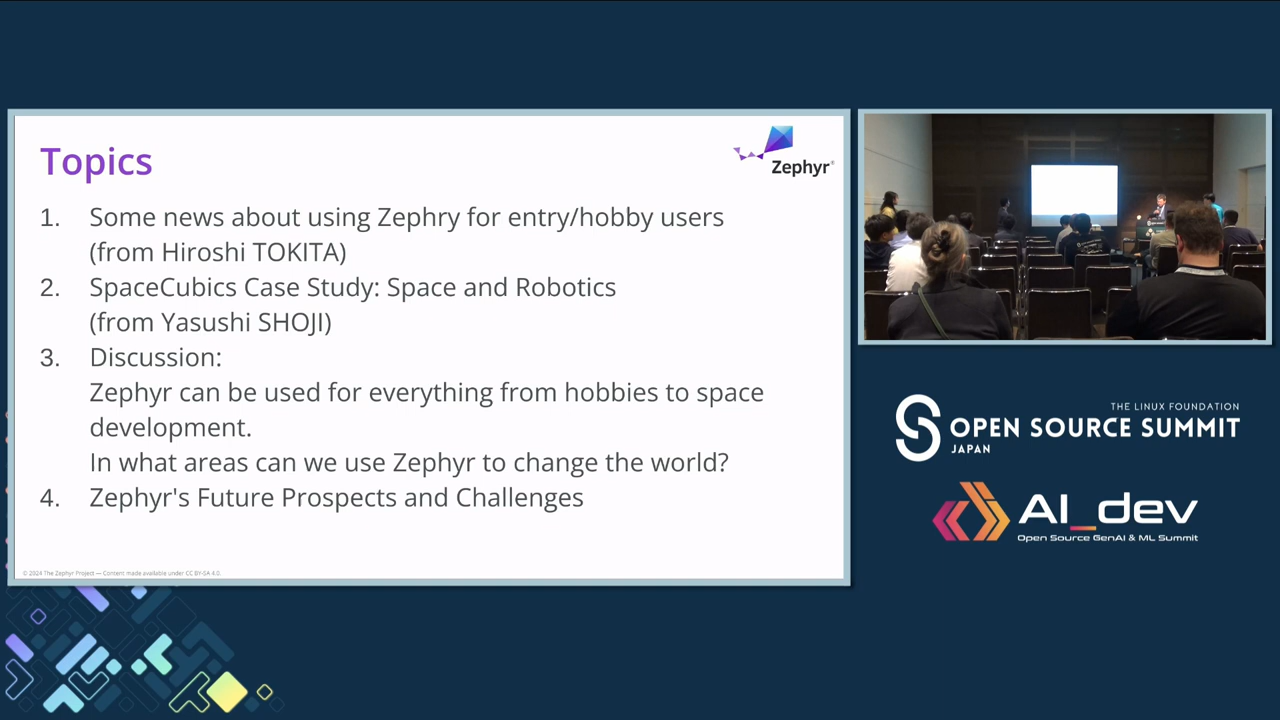 Topics
Zephyr®
1. Some news about using Zephry for entry/hobby users
(from Hiroshi TOKITA)
2. SpaceCubics Case Study: Space and Robotics
(from Yasushi SHOJI)
3. Discussion:
Zephyr can be used for everything from hobbies to space
development.
In what areas can we use Zephyr to change the world?
4. Zephyr's Future Prospects and Challenges
© 2024 The Zephyr Project — Content made available under CC BY-SA 4.0.
THE LINUX FOUNDATION
OPEN SOURCE SUMMIT
JAPAN
AI_dev
Open Source GenAI & ML Summit